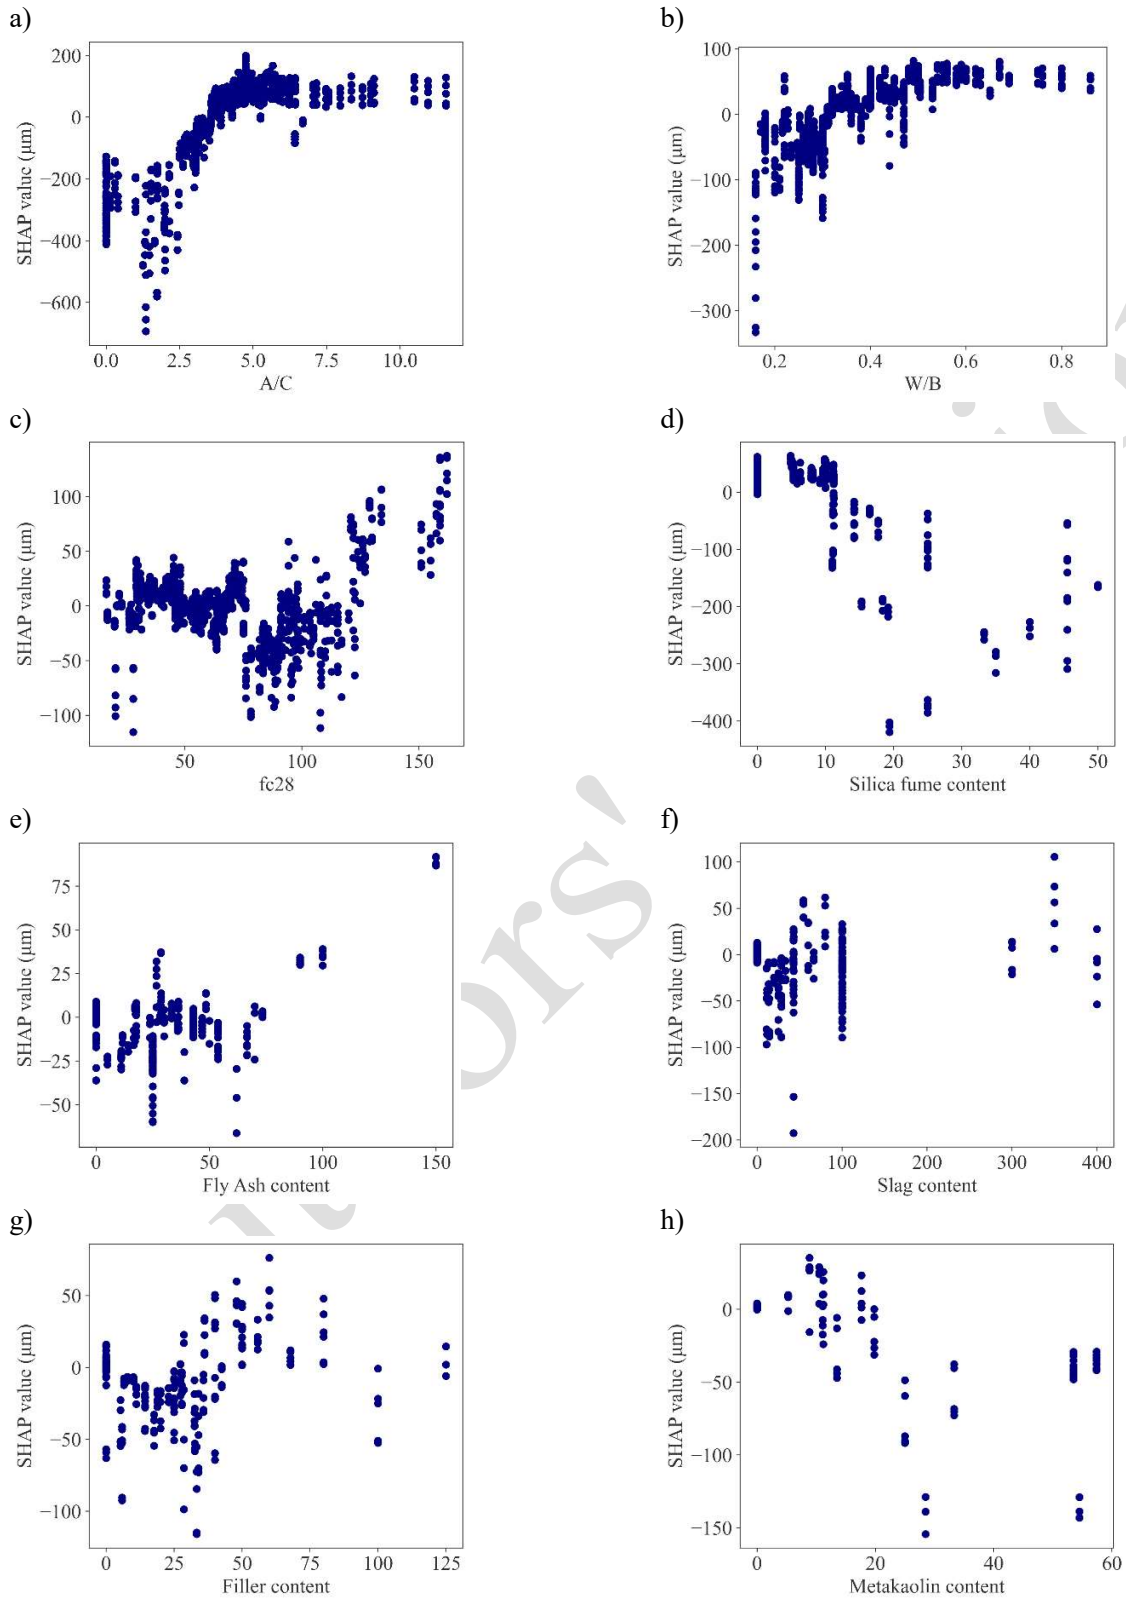 a)
200
0
−200
−400
−600
SHAP value (μm)
0.0 2.5 5.0 7.5 10.0
A/C
b)
100
0
−100
−200
−300
SHAP value (μm)
0.2 0.4 0.6 0.8
W/B
c)
100
50
0
−50
−100
SHAP value (μm)
50 100 150
fc28
d)
0
−100
−200
−300
−400
SHAP value (μm)
0 10 20 30 40 50
Silica fume content
e)
75
50
25
0
−25
−50
SHAP value (μm)
0 50 100 150
Fly Ash content
f)
100
50
0
−50
−100
−150
−200
SHAP value (μm)
0 100 200 300 400
Slag content
g)
50
0
−50
−100
SHAP value (μm)
0 25 50 75 100 125
Filler content
h)
0
−50
−100
−150
SHAP value (μm)
0 20 40 60
Metakaolin content
ors'